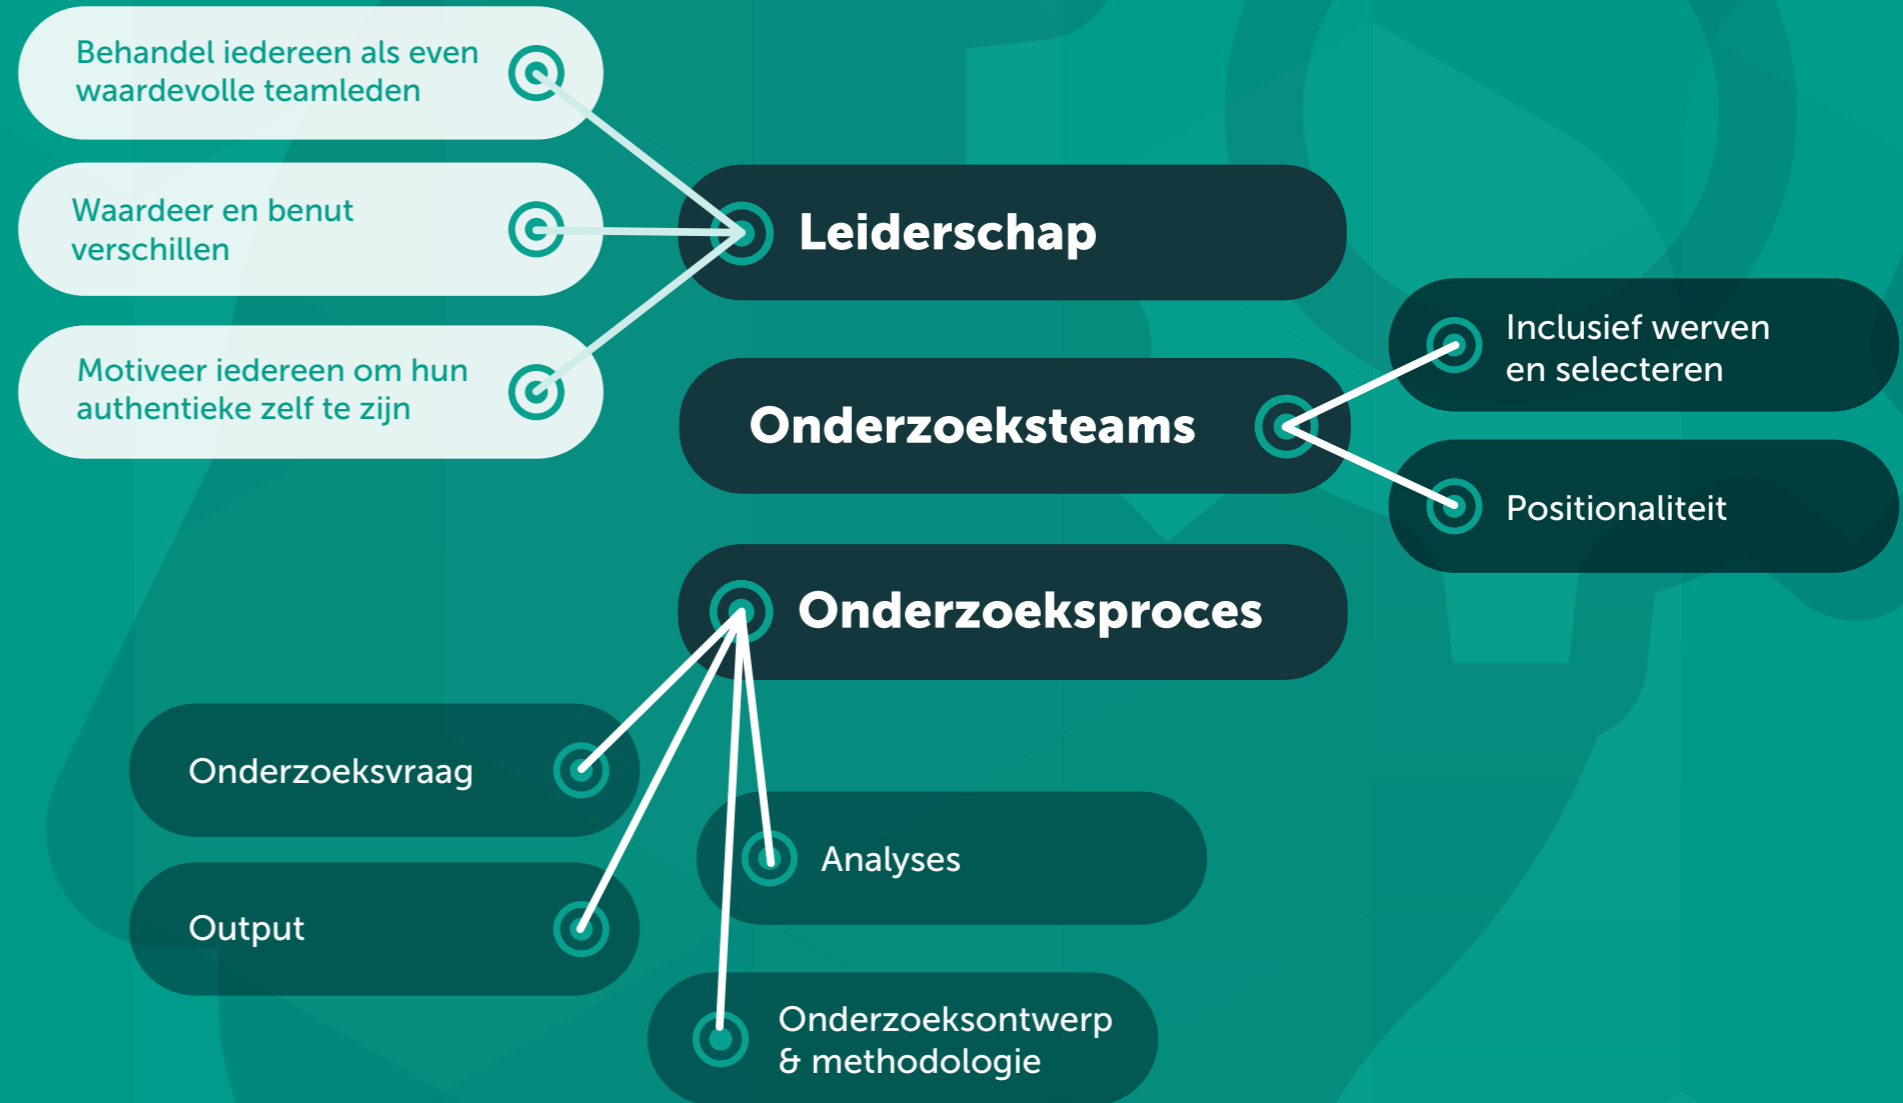 Behandel iedereen als even
waardevolle teamleden
Waardeer en benut
verschillen
Motiveer iedereen om hun
authentieke zelf te zijn
Leiderschap
Onderzoeksteams
Inclusief werven
en selecteren
Positionaliteit
Onderzoeksproces
Onderzoeksvraag
Output
Analyses
Onderzoeksontwerp
& methodologie